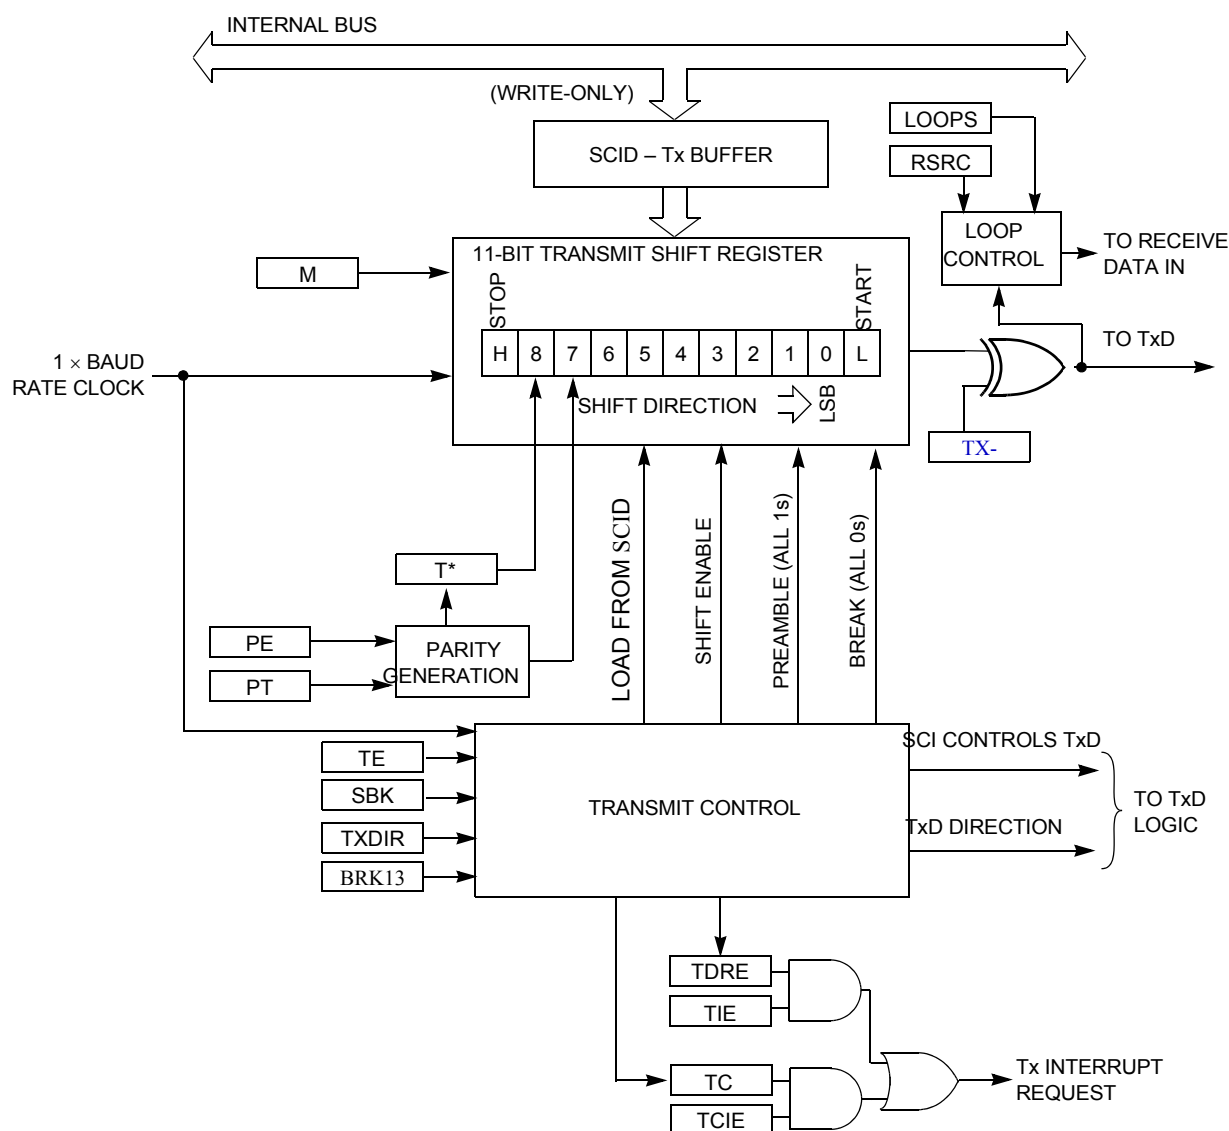 INTERNAL BUS
(WRITE-ONLY)
SCID – Tx BUFFER
LOOPS
RSRC
LOOP
CONTROL
TO RECEIVE
DATA IN
11-BIT TRANSMIT SHIFT REGISTER
M
STOP
START
H 8 7 6 5 4 3 2 1 0 L
SHIFT DIRECTION
LSB
1 × BAUD
RATE CLOCK
TO TxD
TX-
LOAD FROM SCID
SHIFT ENABLE
PREAMBLE (ALL 1s)
BREAK (ALL 0s)
T*
PE
PT
PARITY
GENERATION
TE
SBK
TXDIR
BRK13
TRANSMIT CONTROL
SCI CONTROLS TxD
TxD DIRECTION
TO TxD
LOGIC
TDRE
TIE
TC
TCIE
Tx INTERRUPT
REQUEST